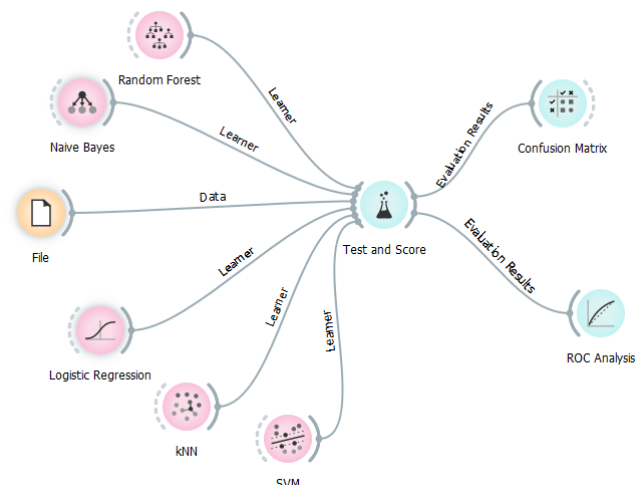 Random Forest
Learner
Naive Bayes
Learner
Evaluation Results
Confusion Matrix
Data
File
Test and Score
Learner
Evaluation Results
Learner
Learner
ROC Analysis
Logistic Regression
kNN
SVM